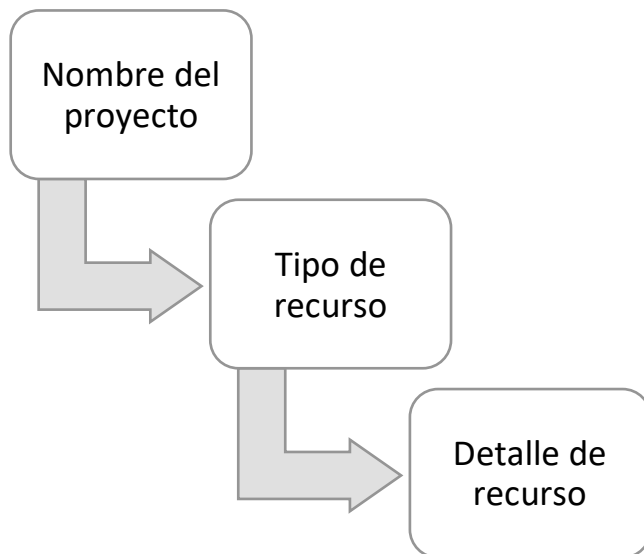 Nombre del
proyecto
Tipo de
recurso
Detalle de
recurso